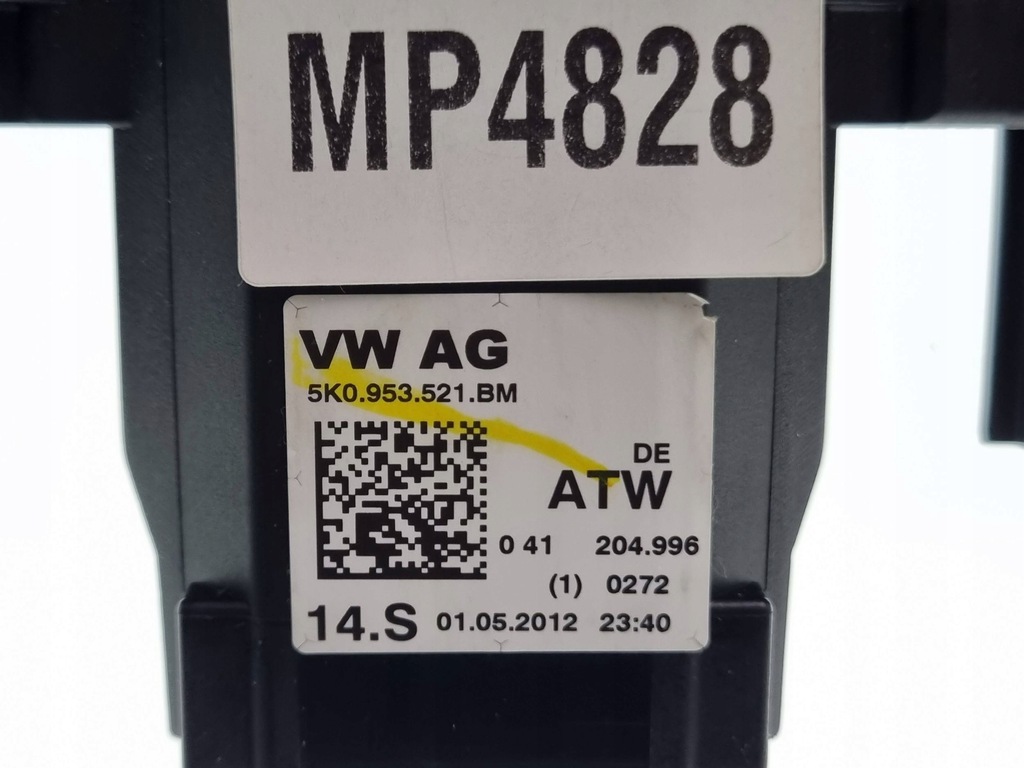 MP4828
VW AG
5K0.953.521.BM
DE
ATW
0 41 204.996
(1) 0272
14.S 01.05.2012 23:40